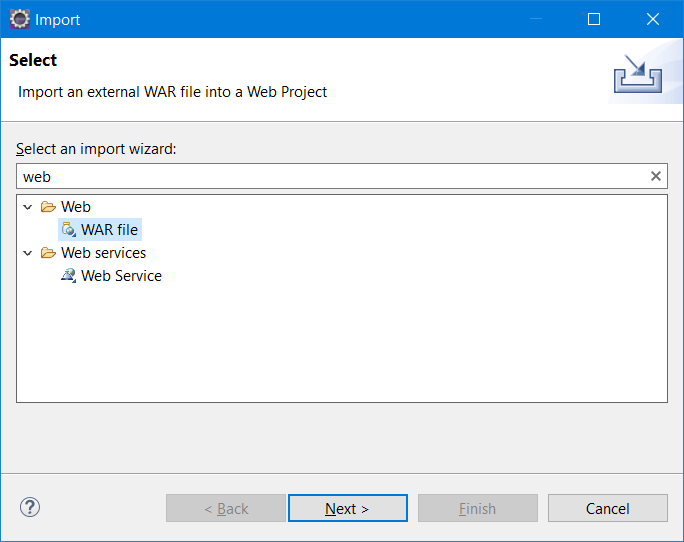 Import
Select
Import an external WAR file into a Web Project
Select an import wizard:
web
Web
WAR file
Web services
Web Service
< Back
Next >
Finish
Cancel